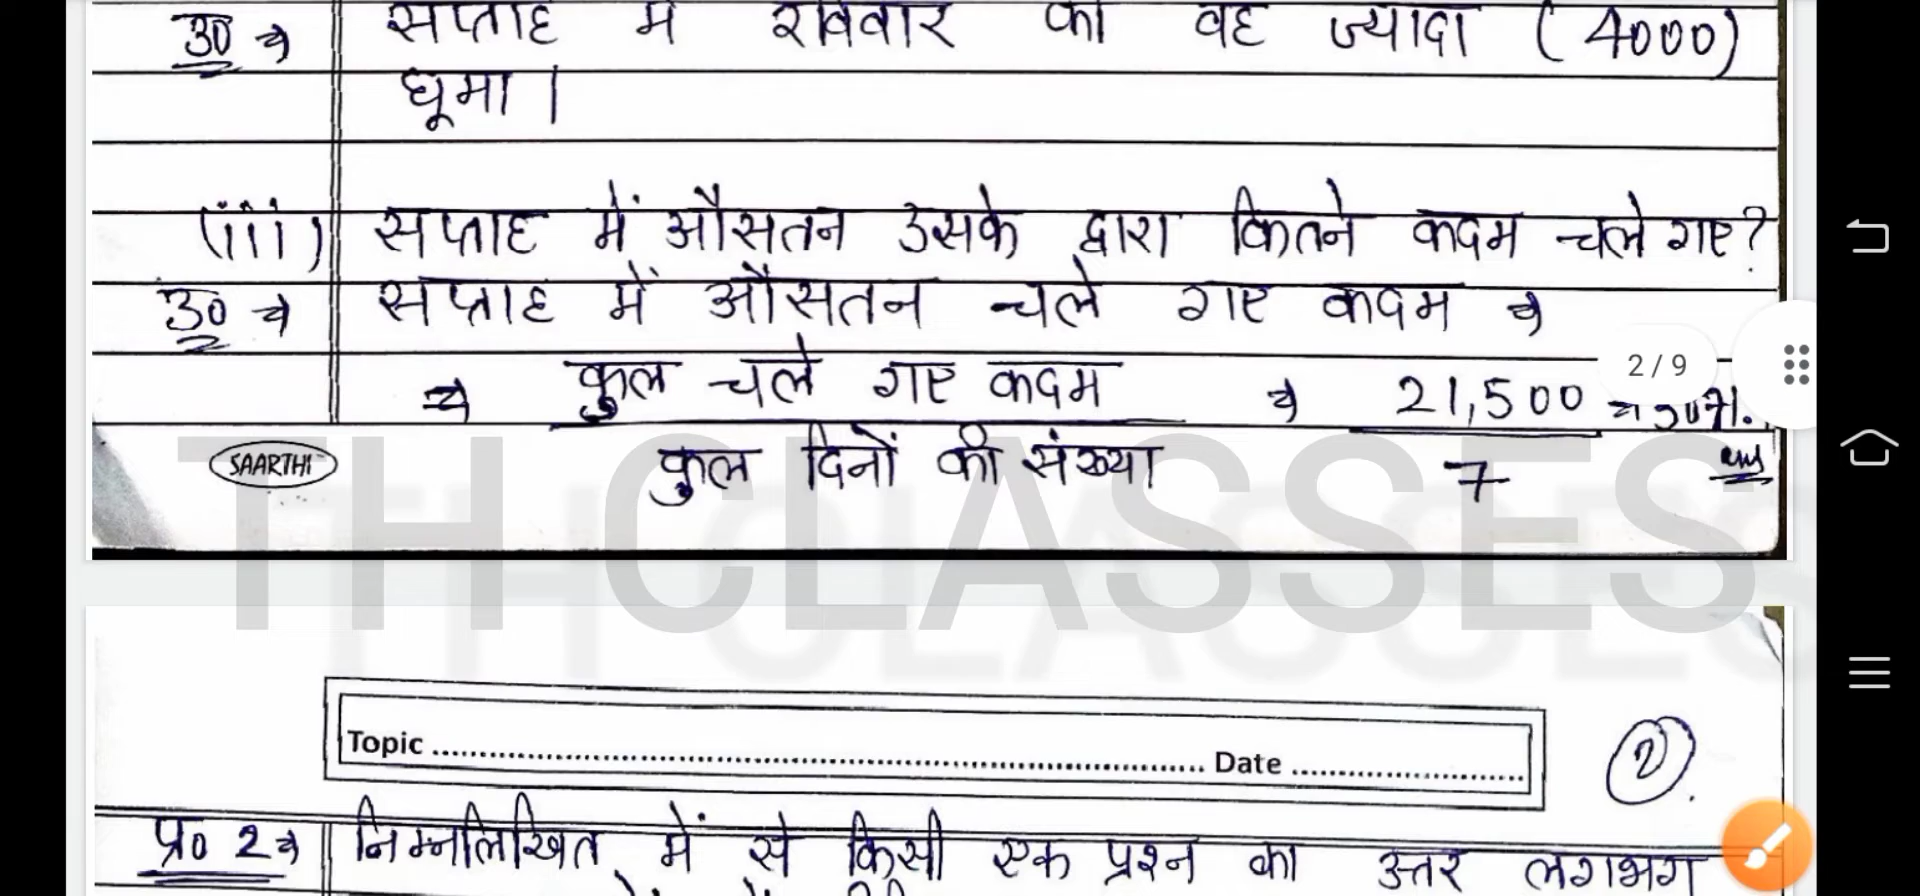 उ० → सप्ताह में रविवार को वह ज्यादा (4000)
घूमा।
(iii) सप्ताह में औसतन उसके द्वारा कितने कदम चले गए?
उ० → सप्ताह में औसतन चले गए कदम →
→ कुल चले गए कदम → 21,500 → 3071.
कुल दिनों की संख्या 7 ans
2/9
SAARTHI
TH CLASSES
Topic Date
2
प्र० 2→ निम्नलिखित में से किसी एक प्रश्न का उत्तर लगभग